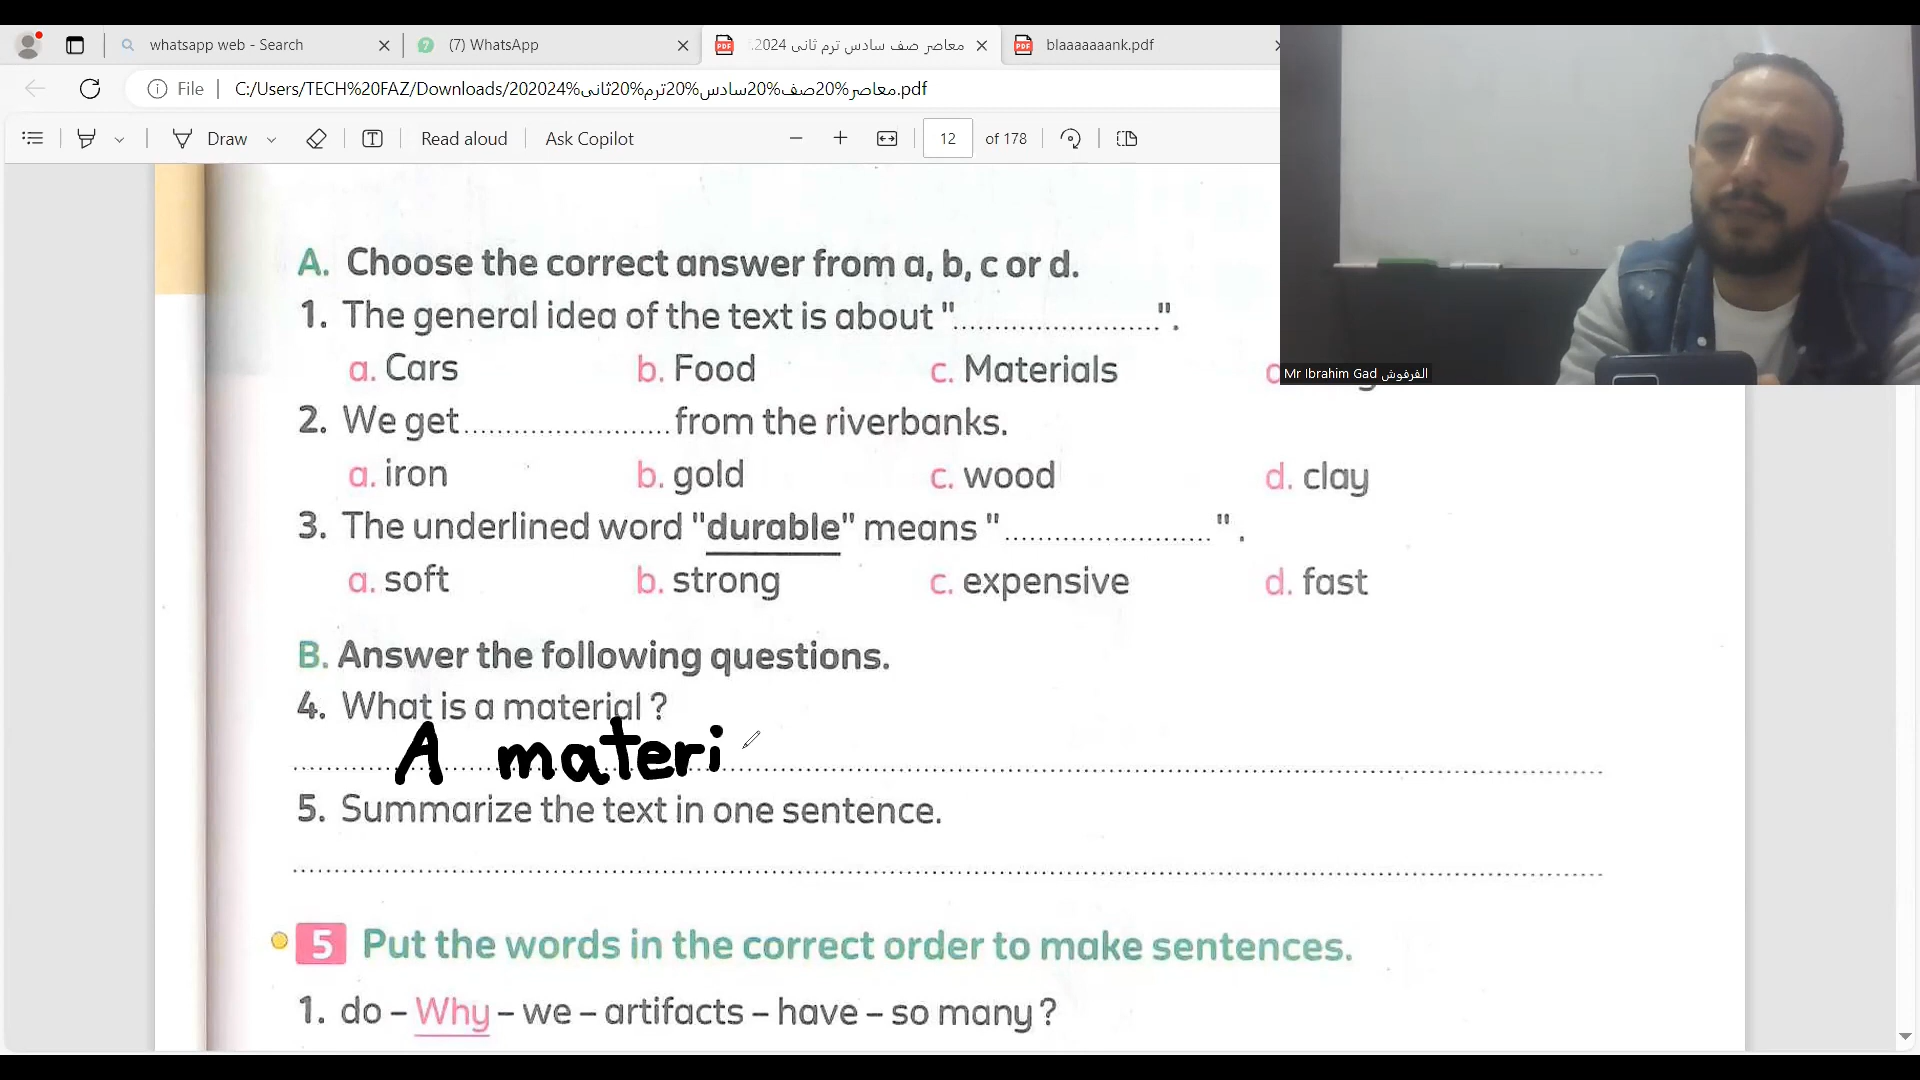 whatsapp web - Search
(7) WhatsApp
معاصر صف سادس ترم ثانى 2024
blaaaaaaank.pdf
File
C:/Users/TECH%20FAZ/Downloads/202024%معاصر%20صف%20سادس%20ترم%20ثانى.pdf
Draw
Read aloud
Ask Copilot
12 of 178
A. Choose the correct answer from a, b, c or d.
1. The general idea of the text is about "........................".
a. Cars b. Food c. Materials
Mr Ibrahim Gad الفرفوش
2. We get........................from the riverbanks.
a. iron b. gold c. wood d. clay
3. The underlined word "durable" means "........................" .
a. soft b. strong c. expensive d. fast
B. Answer the following questions.
4. What is a material ?
A materi
5. Summarize the text in one sentence.
5 Put the words in the correct order to make sentences.
1. do – Why – we – artifacts – have – so many ?